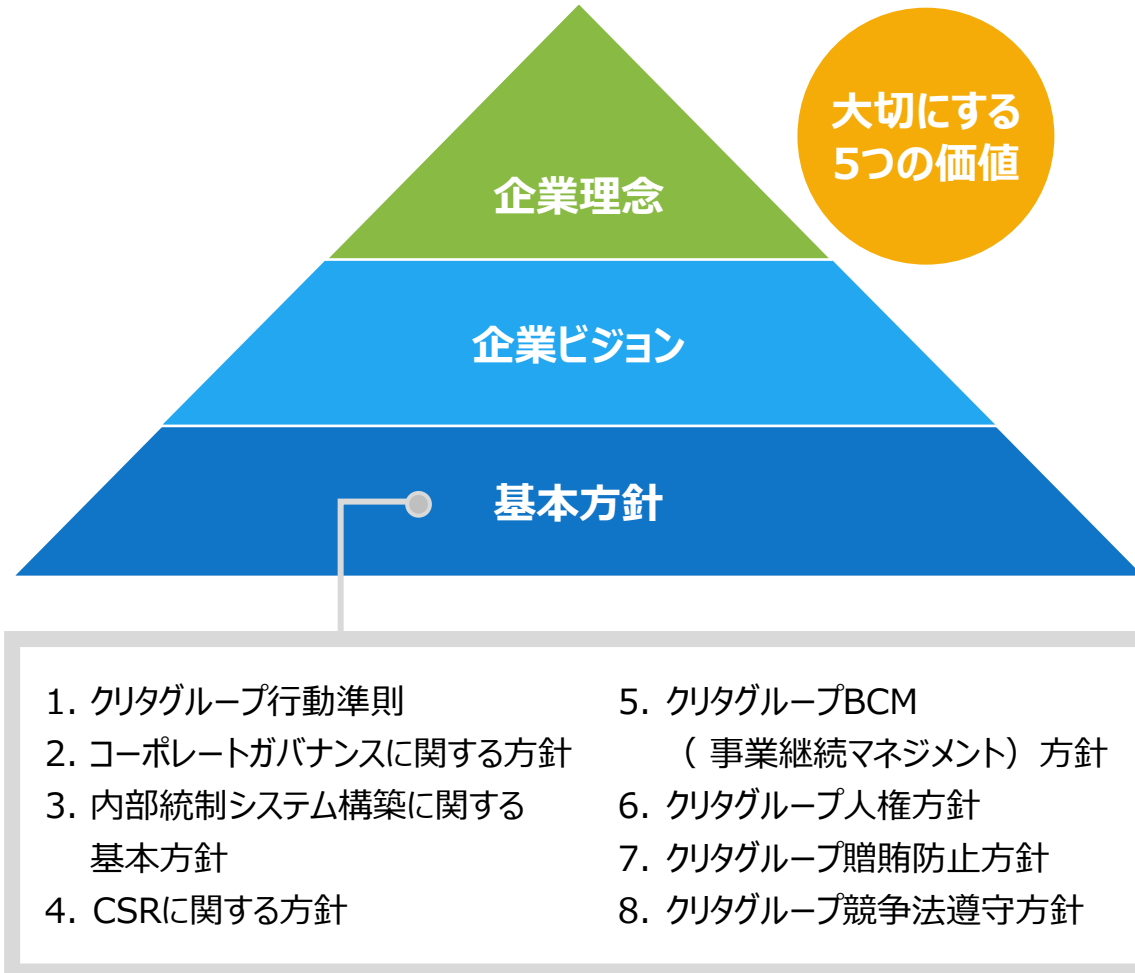 大切にする
5つの価値
企業理念
企業ビジョン
基本方針
1. クリタグループ行動準則
2. コーポレートガバナンスに関する方針
3. 内部統制システム構築に関する
基本方針
4. CSRに関する方針
5. クリタグループBCM
( 事業継続マネジメント）方針
6. クリタグループ人権方針
7. クリタグループ贈賄防止方針
8. クリタグループ競争法遵守方針